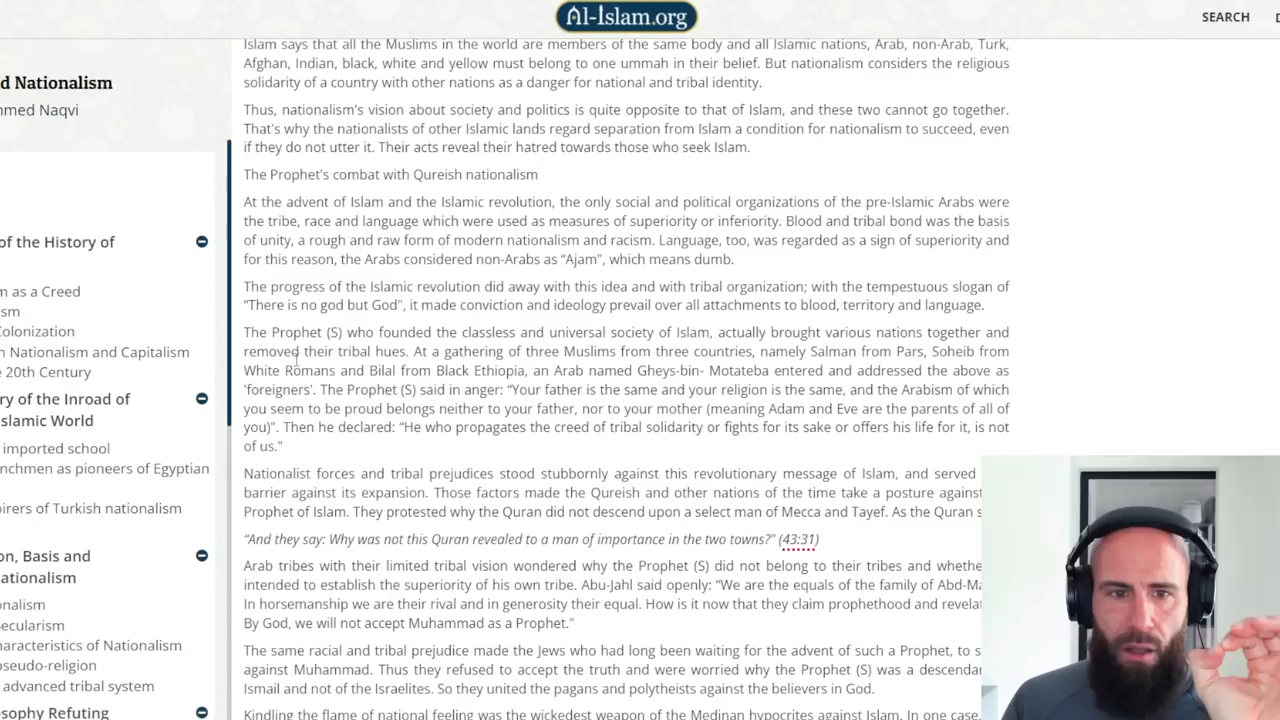 Al-Islam.org
SEARCH
d Nationalism
hmed Naqvi
of the History of
m as a Creed
ism
Colonization
n Nationalism and Capitalism
e 20th Century
ry of the Inroad of
slamic World
imported school
nchmen as pioneers of Egyptian
pirers of Turkish nationalism
on, Basis and
ationalism
onalism
ecularism
haracteristics of Nationalism
pseudo-religion
advanced tribal system
osophy Refuting
Islam says that all the Muslims in the world are members of the same body and all Islamic nations, Arab, non-Arab, Turk,
Afghan, Indian, black, white and yellow must belong to one ummah in their belief. But nationalism considers the religious
solidarity of a country with other nations as a danger for national and tribal identity.
Thus, nationalism's vision about society and politics is quite opposite to that of Islam, and these two cannot go together.
That's why the nationalists of other Islamic lands regard separation from Islam a condition for nationalism to succeed, even
if they do not utter it. Their acts reveal their hatred towards those who seek Islam.
The Prophet's combat with Qureish nationalism
At the advent of Islam and the Islamic revolution, the only social and political organizations of the pre-Islamic Arabs were
the tribe, race and language which were used as measures of superiority or inferiority. Blood and tribal bond was the basis
of unity, a rough and raw form of modern nationalism and racism. Language, too, was regarded as a sign of superiority and
for this reason, the Arabs considered non-Arabs as “Ajam”, which means dumb.
The progress of the Islamic revolution did away with this idea and with tribal organization; with the tempestuous slogan of
“There is no god but God”, it made conviction and ideology prevail over all attachments to blood, territory and language.
The Prophet (S) who founded the classless and universal society of Islam, actually brought various nations together and
removed their tribal hues. At a gathering of three Muslims from three countries, namely Salman from Pars, Soheib from
White Romans and Bilal from Black Ethiopia, an Arab named Gheys-bin- Motateba entered and addressed the above as
'foreigners'. The Prophet (S) said in anger: “Your father is the same and your religion is the same, and the Arabism of which
you seem to be proud belongs neither to your father, nor to your mother (meaning Adam and Eve are the parents of all of
you)”. Then he declared: “He who propagates the creed of tribal solidarity or fights for its sake or offers his life for it, is not
of us.”
Nationalist forces and tribal prejudices stood stubbornly against this revolutionary message of Islam, and served
barrier against its expansion. Those factors made the Qureish and other nations of the time take a posture against
Prophet of Islam. They protested why the Quran did not descend upon a select man of Mecca and Tayef. As the Quran s
“And they say: Why was not this Quran revealed to a man of importance in the two towns?” (43:31)
Arab tribes with their limited tribal vision wondered why the Prophet (S) did not belong to their tribes and whethe
intended to establish the superiority of his own tribe. Abu-Jahl said openly: “We are the equals of the family of Abd-Ma
In horsemanship we are their rival and in generosity their equal. How is it now that they claim prophethood and revela
By God, we will not accept Muhammad as a Prophet.”
The same racial and tribal prejudice made the Jews who had long been waiting for the advent of such a Prophet, to s
against Muhammad. Thus they refused to accept the truth and were worried why the Prophet (S) was a descenda
Ismail and not of the Israelites. So they united the pagans and polytheists against the believers in God.
Kindling the flame of national feeling was the wickedest weapon of the Medinan hypocrites against Islam. In one case,